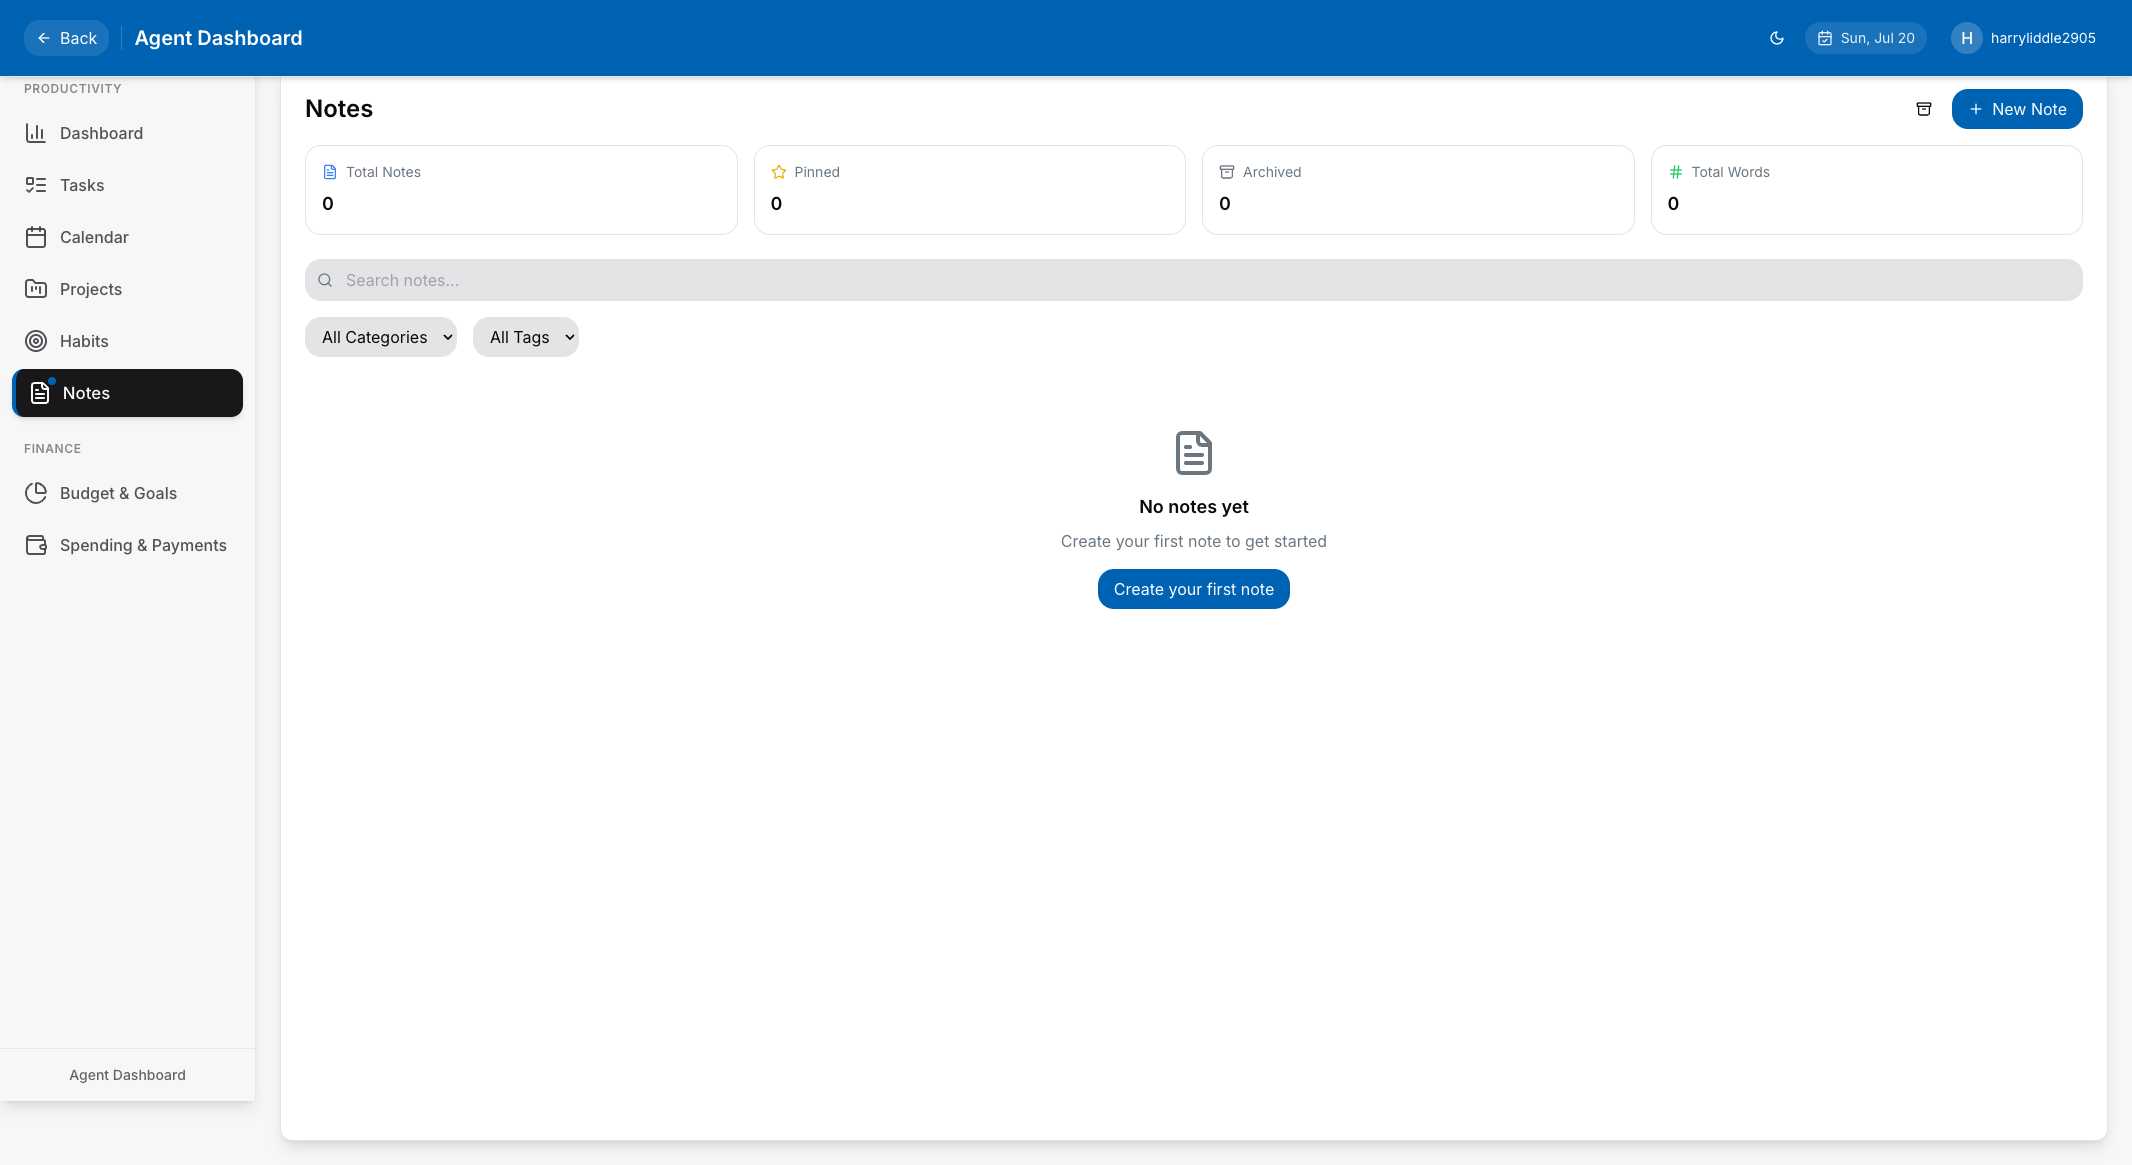 Back
Agent Dashboard
Sun, Jul 20
H
harryliddle2905
PRODUCTIVITY
Dashboard
Tasks
Calendar
Projects
Habits
Notes
FINANCE
Budget & Goals
Spending & Payments
Agent Dashboard
Notes
New Note
Total Notes
0
Pinned
0
Archived
0
Total Words
0
Search notes...
All Categories
All Tags
No notes yet
Create your first note to get started
Create your first note